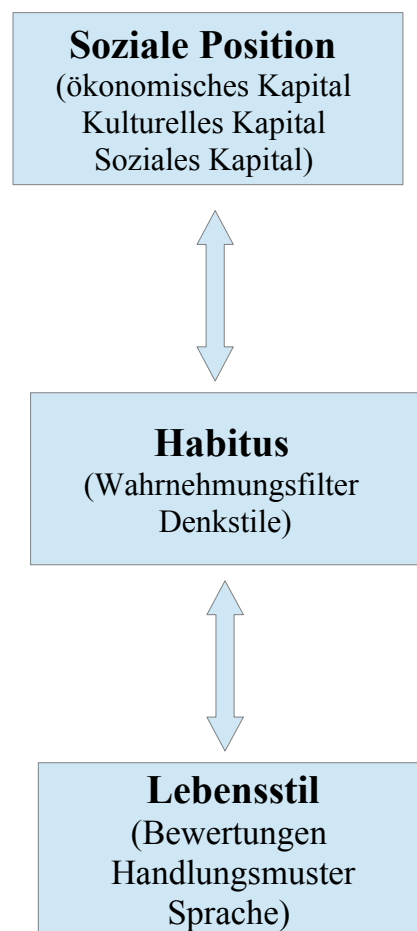 Soziale Position
(ökonomisches Kapital
Kulturelles Kapital
Soziales Kapital)
Habitus
(Wahrnehmungsfilter
Denkstile)
Lebensstil
(Bewertungen
Handlungsmuster
Sprache)